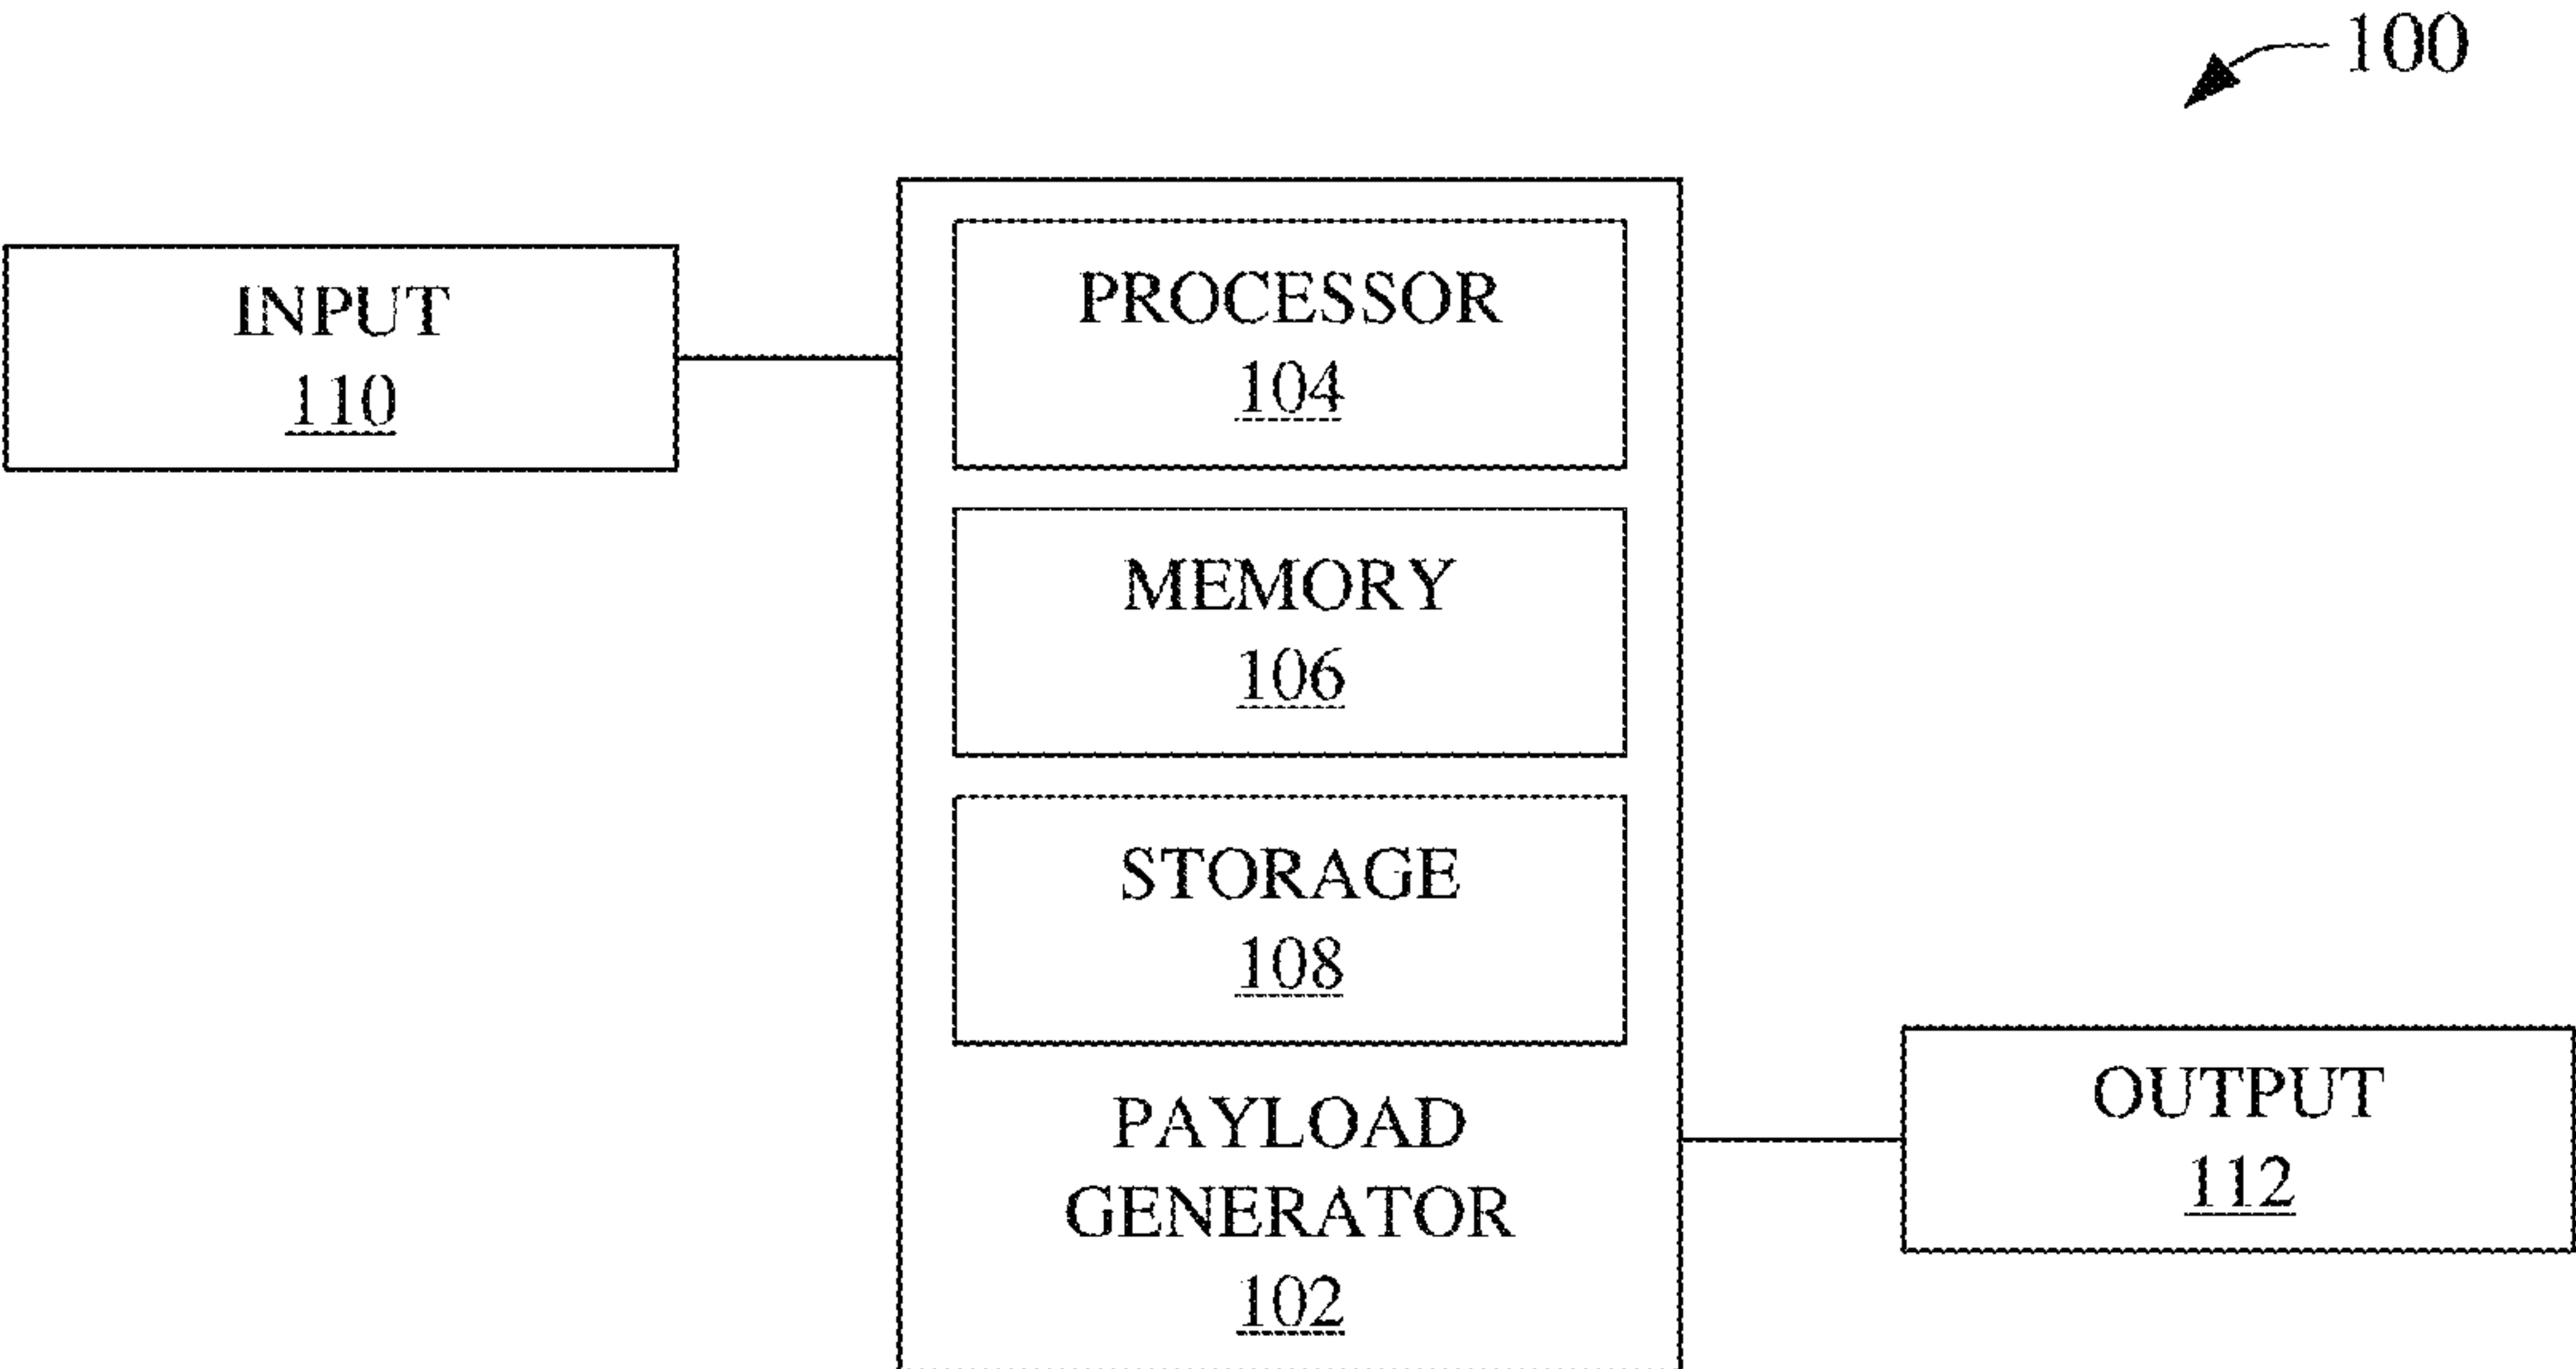 100
INPUT
110
PROCESSOR
104
MEMORY
106
STORAGE
108
PAYLOAD
GENERATOR
102
OUTPUT
112